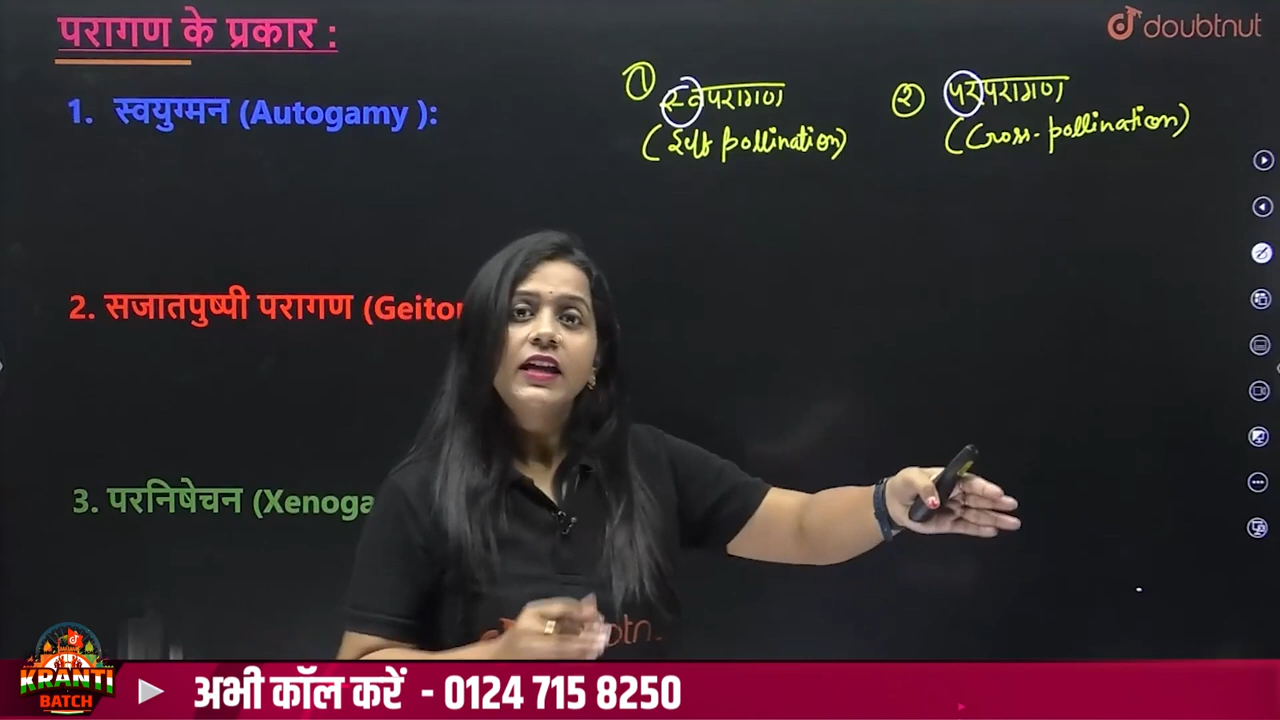 परागण के प्रकार :
doubtnut
1. स्वयुग्मन (Autogamy ):
① स्वपरागण
(Self pollination)
② परपरागण
(Cross-pollination)
2. सजातपुष्पी परागण (Geito
3. परनिषेचन (Xenoga
KRANTI
BATCH
अभी कॉल करें - 0124 715 8250